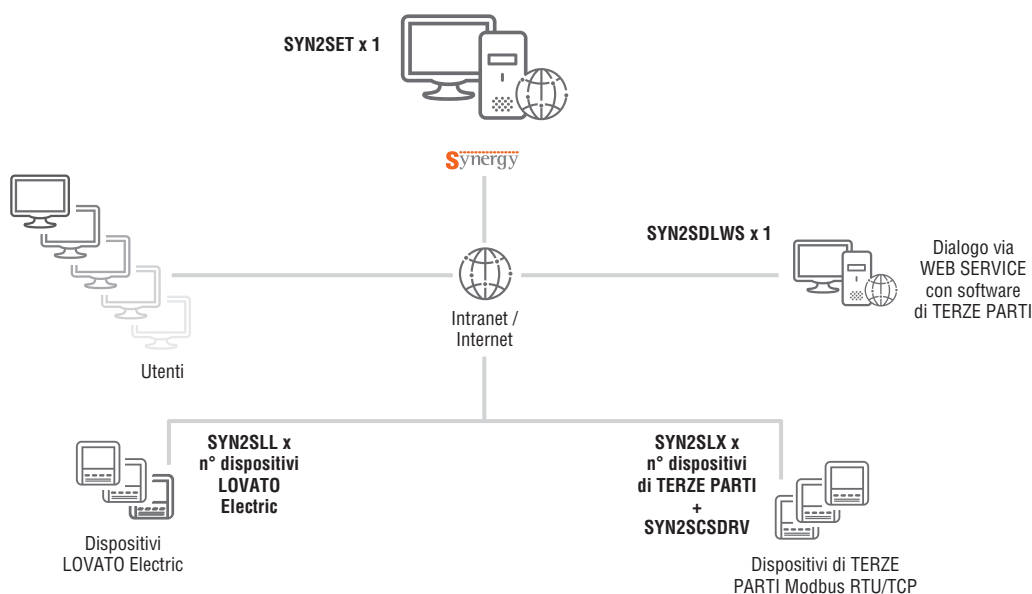 SYN2SET x 1
Synergy
SYN2SDLWS x 1
Dialogo via
WEB SERVICE
con software
di TERZE PARTI
Intranet /
Internet
Utenti
SYN2SLL x
n° dispositivi
LOVATO
Electric
SYN2SLX x
n° dispositivi
di TERZE PARTI
+
SYN2SCSDRV
Dispositivi
LOVATO Electric
Dispositivi di TERZE
PARTI Modbus RTU/TCP